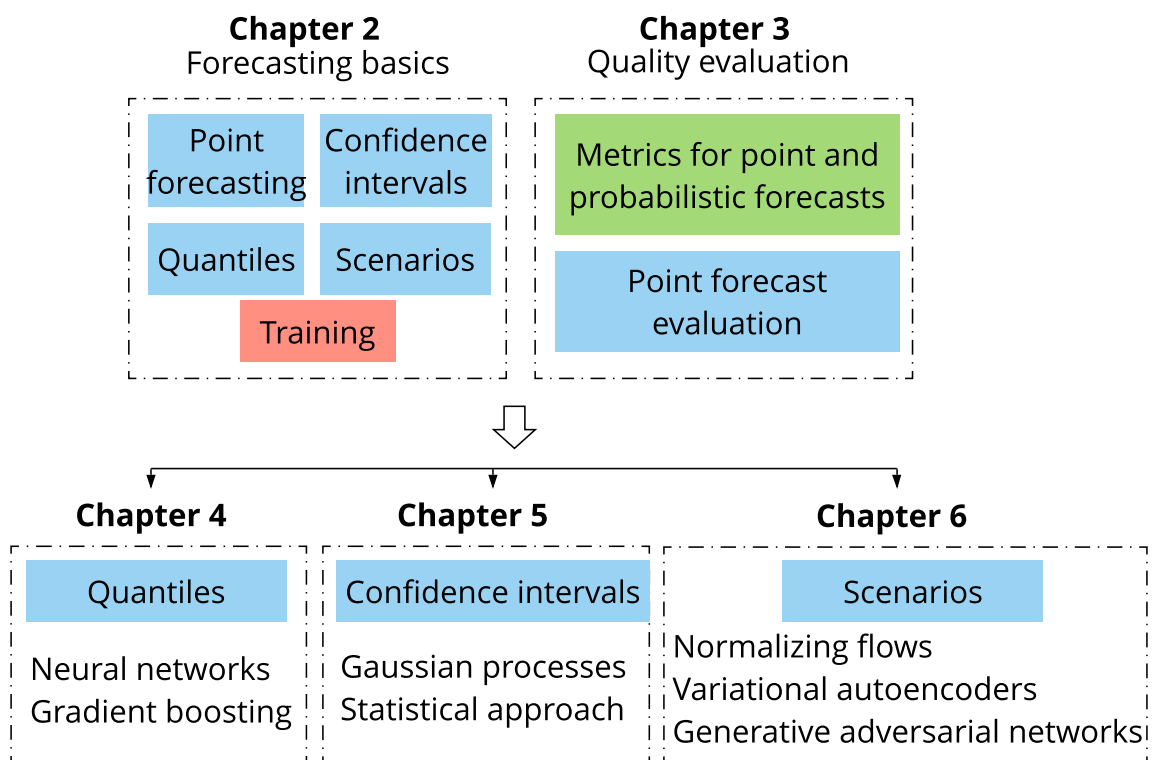 Chapter 2
Forecasting basics
Point
forecasting
Confidence
intervals
Quantiles
Scenarios
Training
Chapter 3
Quality evaluation
Metrics for point and
probabilistic forecasts
Point forecast
evaluation
Chapter 4
Quantiles
Neural networks
Gradient boosting
Chapter 5
Confidence intervals
Gaussian processes
Statistical approach
Chapter 6
Scenarios
Normalizing flows
Variational autoencoders
Generative adversarial networks